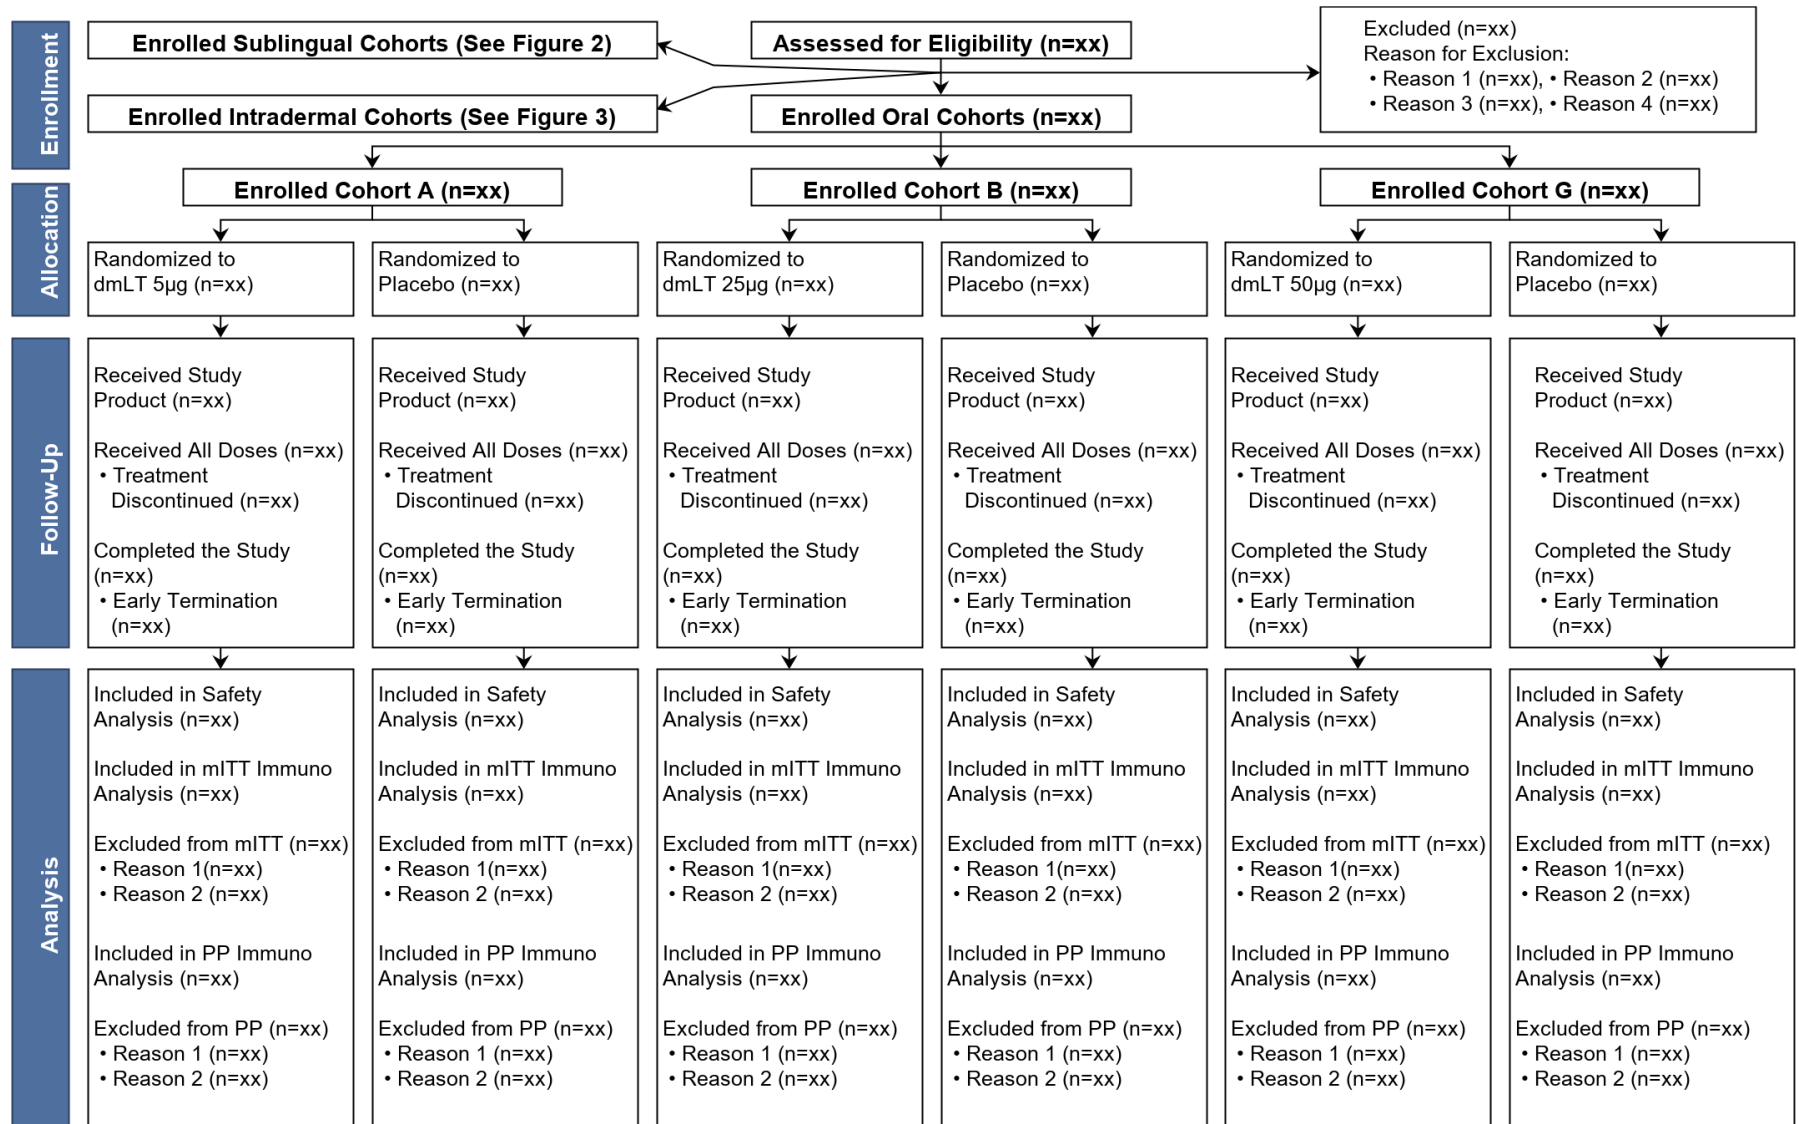 Enrollment
Enrolled Sublingual Cohorts (See Figure 2)
Assessed for Eligibility (n=xx)
Excluded (n=xx)
Reason for Exclusion:
• Reason 1 (n=xx), • Reason 2 (n=xx)
• Reason 3 (n=xx), • Reason 4 (n=xx)
Enrolled Intradermal Cohorts (See Figure 3)
Enrolled Oral Cohorts (n=xx)
Enrolled Cohort A (n=xx)
Enrolled Cohort B (n=xx)
Enrolled Cohort G (n=xx)
Allocation
Randomized to
dmLT 5µg (n=xx)
Randomized to
Placebo (n=xx)
Randomized to
dmLT 25µg (n=xx)
Randomized to
Placebo (n=xx)
Randomized to
dmLT 50µg (n=xx)
Randomized to
Placebo (n=xx)
Follow-Up
Received Study
Product (n=xx)
Received All Doses (n=xx)
• Treatment
Discontinued (n=xx)
Completed the Study
(n=xx)
• Early Termination
(n=xx)
Received Study
Product (n=xx)
Received All Doses (n=xx)
• Treatment
Discontinued (n=xx)
Completed the Study
(n=xx)
• Early Termination
(n=xx)
Received Study
Product (n=xx)
Received All Doses (n=xx)
• Treatment
Discontinued (n=xx)
Completed the Study
(n=xx)
• Early Termination
(n=xx)
Received Study
Product (n=xx)
Received All Doses (n=xx)
• Treatment
Discontinued (n=xx)
Completed the Study
(n=xx)
• Early Termination
(n=xx)
Received Study
Product (n=xx)
Received All Doses (n=xx)
• Treatment
Discontinued (n=xx)
Completed the Study
(n=xx)
• Early Termination
(n=xx)
Received Study
Product (n=xx)
Received All Doses (n=xx)
• Treatment
Discontinued (n=xx)
Completed the Study
(n=xx)
• Early Termination
(n=xx)
Analysis
Included in Safety
Analysis (n=xx)
Included in mITT Immuno
Analysis (n=xx)
Excluded from mITT (n=xx)
• Reason 1(n=xx)
• Reason 2 (n=xx)
Included in PP Immuno
Analysis (n=xx)
Excluded from PP (n=xx)
• Reason 1 (n=xx)
• Reason 2 (n=xx)
Included in Safety
Analysis (n=xx)
Included in mITT Immuno
Analysis (n=xx)
Excluded from mITT (n=xx)
• Reason 1(n=xx)
• Reason 2 (n=xx)
Included in PP Immuno
Analysis (n=xx)
Excluded from PP (n=xx)
• Reason 1 (n=xx)
• Reason 2 (n=xx)
Included in Safety
Analysis (n=xx)
Included in mITT Immuno
Analysis (n=xx)
Excluded from mITT (n=xx)
• Reason 1(n=xx)
• Reason 2 (n=xx)
Included in PP Immuno
Analysis (n=xx)
Excluded from PP (n=xx)
• Reason 1 (n=xx)
• Reason 2 (n=xx)
Included in Safety
Analysis (n=xx)
Included in mITT Immuno
Analysis (n=xx)
Excluded from mITT (n=xx)
• Reason 1(n=xx)
• Reason 2 (n=xx)
Included in PP Immuno
Analysis (n=xx)
Excluded from PP (n=xx)
• Reason 1 (n=xx)
• Reason 2 (n=xx)
Included in Safety
Analysis (n=xx)
Included in mITT Immuno
Analysis (n=xx)
Excluded from mITT (n=xx)
• Reason 1(n=xx)
• Reason 2 (n=xx)
Included in PP Immuno
Analysis (n=xx)
Excluded from PP (n=xx)
• Reason 1 (n=xx)
• Reason 2 (n=xx)
Included in Safety
Analysis (n=xx)
Included in mITT Immuno
Analysis (n=xx)
Excluded from mITT (n=xx)
• Reason 1(n=xx)
• Reason 2 (n=xx)
Included in PP Immuno
Analysis (n=xx)
Excluded from PP (n=xx)
• Reason 1 (n=xx)
• Reason 2 (n=xx)